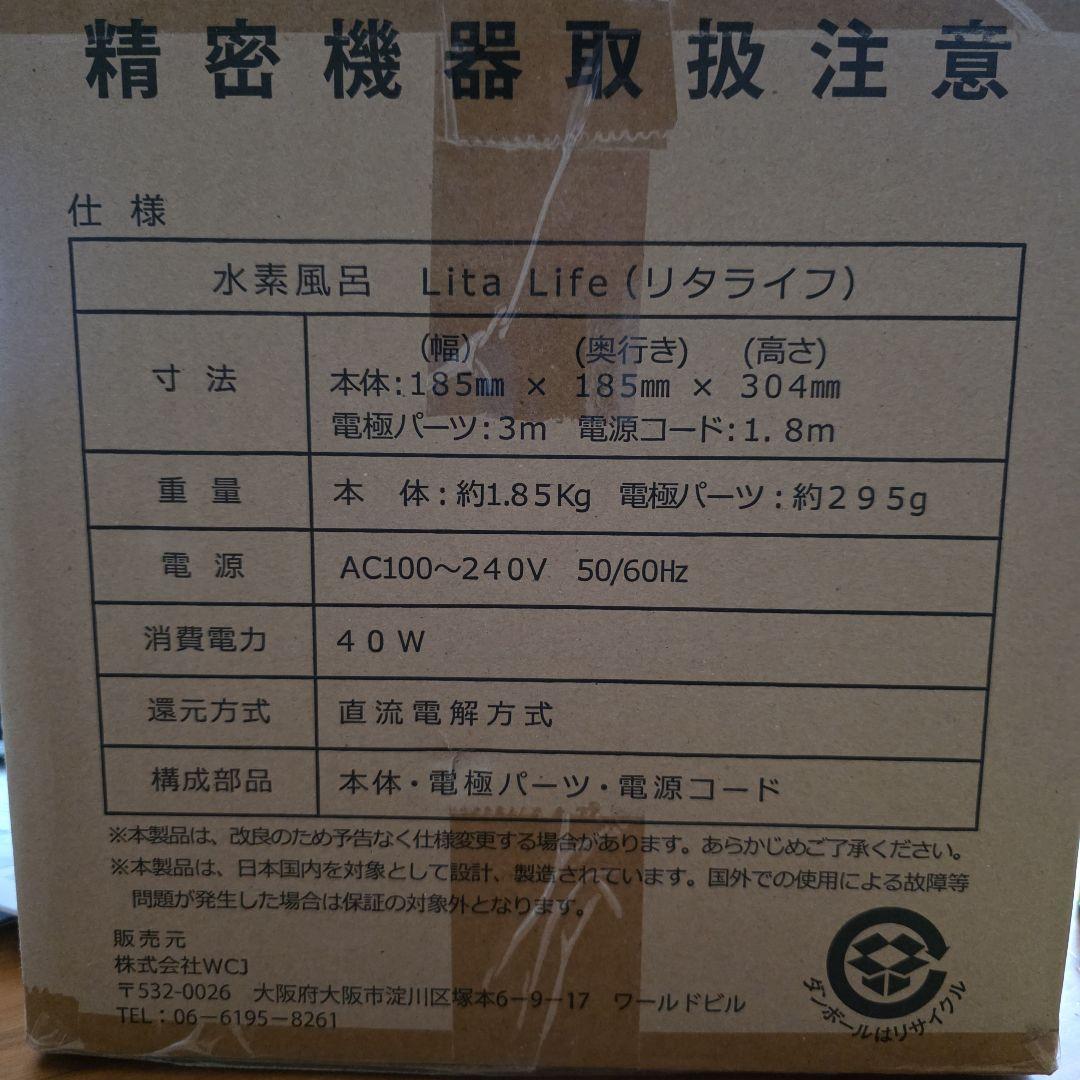 精密機器取扱注意
仕様
水素風呂 Lita Life(リタライフ)
寸法
(幅) (奥行き) (高さ)
本体:185㎜ × 185㎜ × 304㎜
電極パーツ:3m 電源コード:1.8m
重量 本 体:約1.85Kg 電極パーツ:約295g
電源 AC100～240V 50/60Hz
消費電力 40W
還元方式 直流電解方式
構成部品 本体・電極パーツ・電源コード
※本製品は、改良のため予告なく仕様変更する場合があります。あらかじめご了承ください。
※本製品は、日本国内を対象として設計、製造されています。国外での使用による故障等
問題が発生した場合は保証の対象外となります。
販売元
株式会社WCJ
〒532-0026 大阪府大阪市淀川区塚本6-9-17 ワールドビル
TEL:06-6195-8261
ダンボールはリサイクル